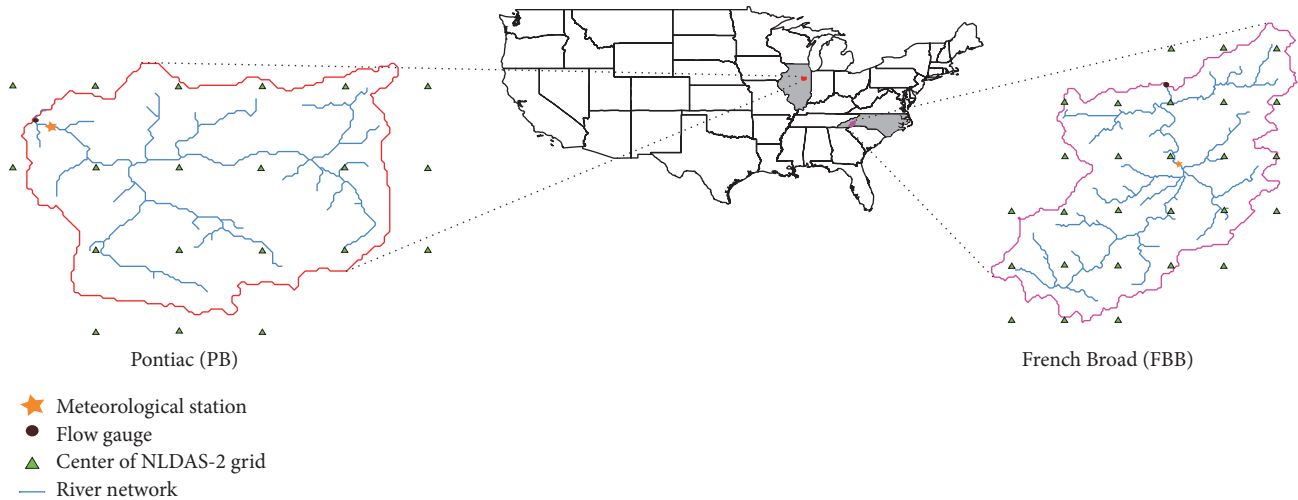 Pontiac (PB)
French Broad (FBB)
Meteorological station
Flow gauge
Center of NLDAS-2 grid
River network